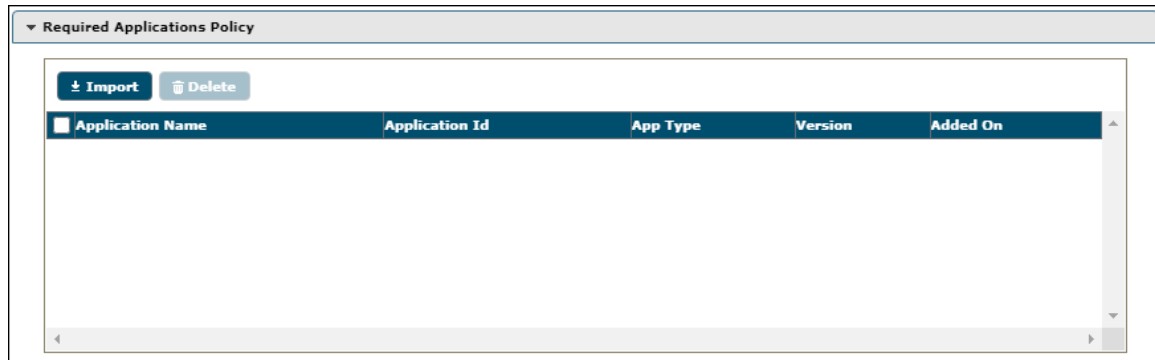 Required Applications Policy
Import Delete
Application Name Application Id App Type Version Added On